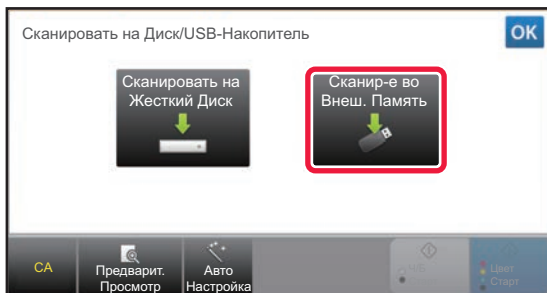 Сканировать на Диск/USB-Накопитель
OK
Сканировать на
Жесткий Диск
Сканир-е во
Внеш. Память
CA
Предварит.
Просмотр
Авто
Настройка
Ч/Б
Старт
Цвет
Старт